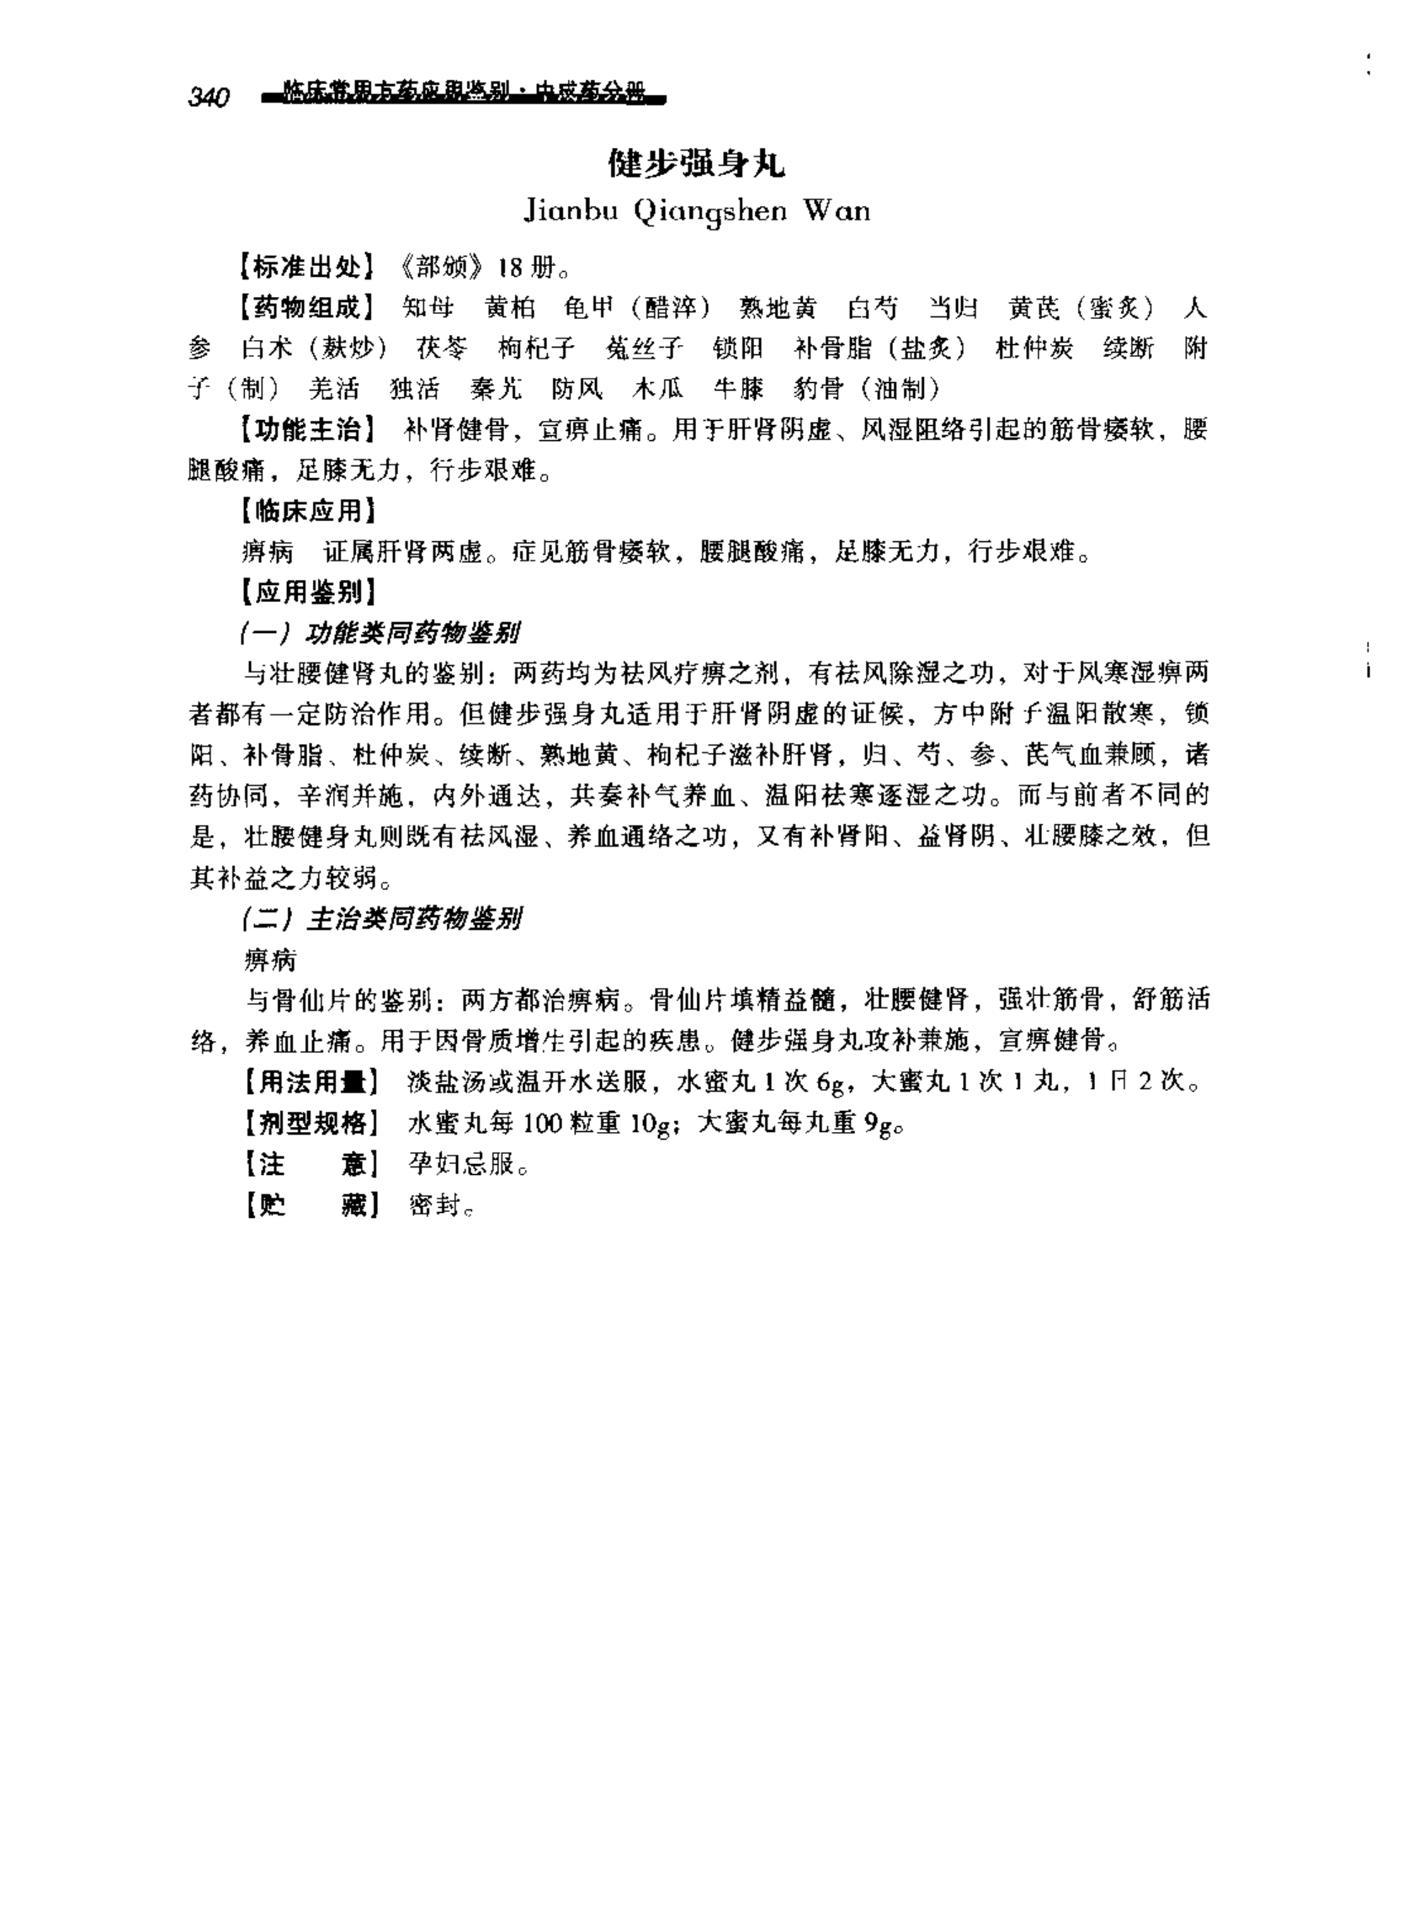 340 临床常用方药应用鉴别·中成药分册
健步强身丸
Jianbu Qiangshen Wan
【标准出处】 《部颁》18册。
【药物组成】 知母 黄柏 龟甲（醋淬） 熟地黄 白芍 当归 黄芪（蜜炙） 人
参 白术（麸炒） 茯苓 枸杞子 菟丝子 锁阳 补骨脂（盐炙） 杜仲炭 续断 附
子（制） 羌活 独活 秦艽 防风 木瓜 牛膝 豹骨（油制）
【功能主治】 补肾健骨，宣痹止痛。用于肝肾阴虚、风湿阻络引起的筋骨痿软，腰
腿酸痛，足膝无力，行步艰难。
【临床应用】
痹病 证属肝肾两虚。症见筋骨痿软，腰腿酸痛，足膝无力，行步艰难。
【应用鉴别】
（一）功能类同药物鉴别
与壮腰健肾丸的鉴别：两药均为祛风疗痹之剂，有祛风除湿之功，对于风寒湿痹两
者都有一定防治作用。但健步强身丸适用于肝肾阴虚的证候，方中附子温阳散寒，锁
阳、补骨脂、杜仲炭、续断、熟地黄、枸杞子滋补肝肾，归、芍、参、芪气血兼顾，诸
药协同，辛润并施，内外通达，共奏补气养血、温阳祛寒逐湿之功。而与前者不同的
是，壮腰健身丸则既有祛风湿、养血通络之功，又有补肾阳、益肾阴、壮腰膝之效，但
其补益之力较弱。
（二）主治类同药物鉴别
痹病
与骨仙片的鉴别：两方都治痹病。骨仙片填精益髓，壮腰健肾，强壮筋骨，舒筋活
络，养血止痛。用于因骨质增生引起的疾患。健步强身丸攻补兼施，宣痹健骨。
【用法用量】 淡盐汤或温开水送服，水蜜丸1次6g，大蜜丸1次1丸，1日2次。
【剂型规格】 水蜜丸每100粒重10g；大蜜丸每丸重9g。
【注 意】 孕妇忌服。
【贮 藏】 密封。